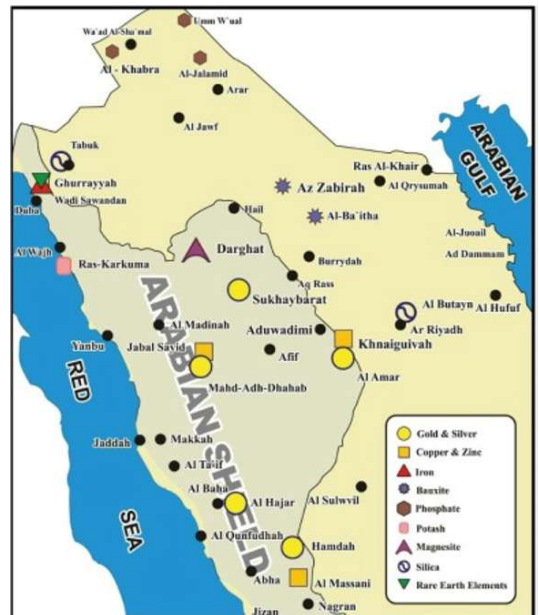 Umm W'ual
Wa'ad Al-Sha'mal
Al - Khabra
Al-Jalamid
Arar
Al Jawf
Tabuk
Ghurrayyah
Duba
Wadi Sawandan
Ras Al-Khair
Az Zabirah
Al Qrysumah
Al-Ba`itha
Hail
ARABIAN
GULF
Al-Juoail
Ad Dammam
Al Wajh
Ras-Karkuma
Darghat
Burrydah
Aq Rass
Sukhaybarat
Al Butayn
Al Hufuf
Ar Riyadh
Al Madinah
Aduwadimi
Khnaiguivah
Yanbu
Jabal Sayid
Afif
Al Amar
Mahd-Adh-Dhahab
ARABIAN SHIELD
RED
SEA
Jaddah
Makkah
Al Ta'if
Al Baha
Al Hajar
Al Sulwvil
Al Qunfudhah
Hamdah
Abha
Al Massani
Jizan
Nagran
Gold & Silver
Copper & Zinc
Iron
Bauxite
Phosphate
Potash
Magnesite
Silica
Rare Earth Elements